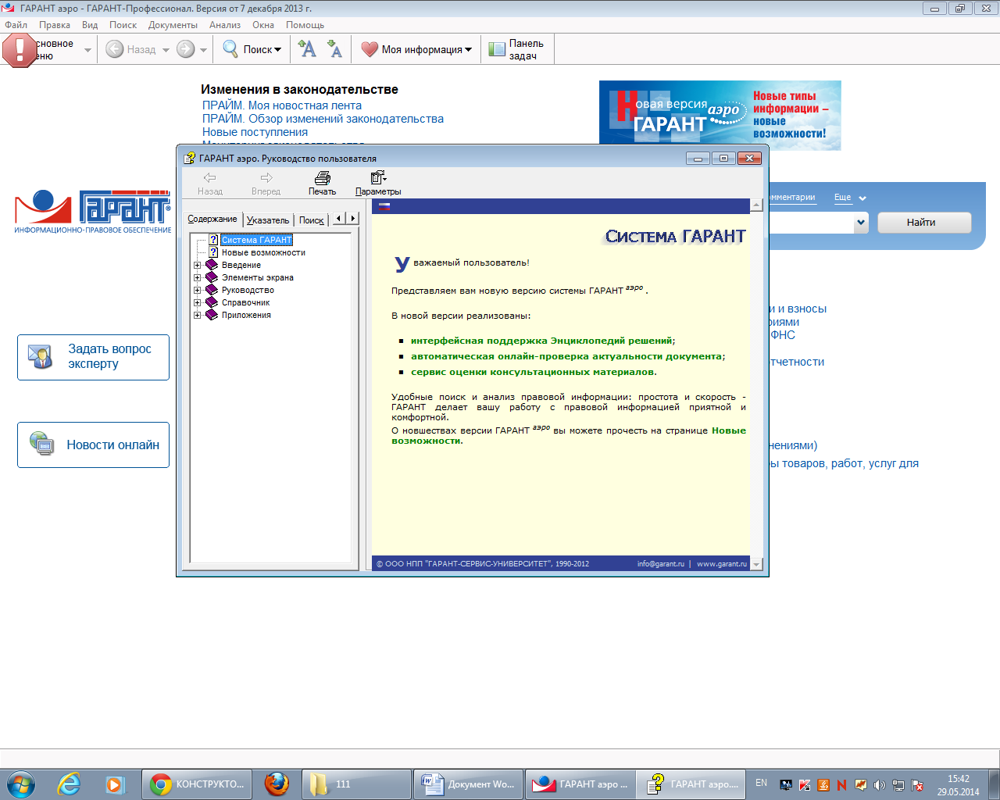 ГАРАНТ аэро - ГАРАНТ-Профессионал. Версия от 7 декабря 2013 г.
Файл Правка Вид Поиск Документы Анализ Окна Помощь
Назад Поиск Моя информация Панель задач
Изменения в законодательстве
ПРАЙМ. Моя новостная лента
ПРАЙМ. Обзор изменений законодательства
Новые поступления
Новая версия
ГАРАНТ аэро
Новые типы
информации –
новые
возможности!
ГАРАНТ®
ИНФОРМАЦИОННО-ПРАВОВОЕ ОБЕСПЕЧЕНИЕ
Задать вопрос
эксперту
Новости онлайн
ГАРАНТ аэро. Руководство пользователя
Назад Вперед Печать Параметры
Содержание Указатель Поиск
Система ГАРАНТ
Новые возможности
Введение
Элементы экрана
Руководство
Справочник
Приложения
Система ГАРАНТ
Уважаемый пользователь!
Представляем вам новую версию системы ГАРАНТ аэро .
В новой версии реализованы:
интерфейсная поддержка Энциклопедий решений;
автоматическая онлайн-проверка актуальности документа;
сервис оценки консультационных материалов.
Удобные поиск и анализ правовой информации: простота и скорость -
ГАРАНТ делает вашу работу с правовой информацией приятной и
комфортной.
О новшествах версии ГАРАНТ аэро вы можете прочесть на странице Новые
возможности.
© ООО НПП "ГАРАНТ-СЕРВИС-УНИВЕРСИТЕТ", 1990-2012 info@garant.ru | www.garant.ru
Еще
Найти
и и взносы
ФНС
товаров, работ, услуг для
КОНСТРУКТО... 111 Документ Wo... ГАРАНТ аэро ... ГАРАНТ аэро.... EN 15:42
29.05.2014